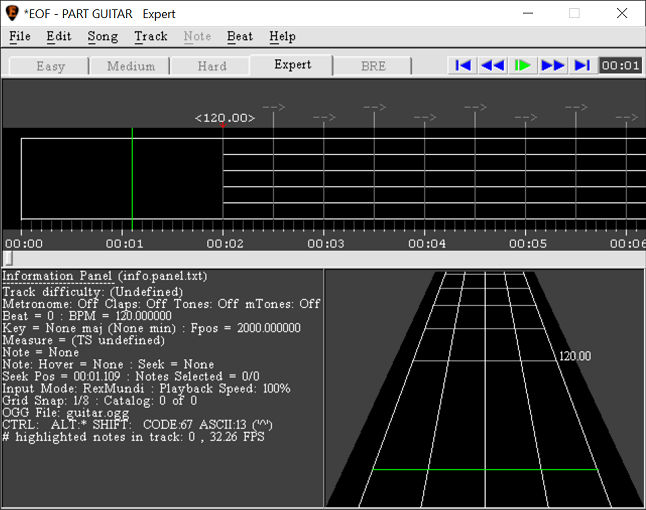 *EOF - PART GUITAR   Expert
File Edit Song Track Note Beat Help
Easy Medium Hard Expert BRE 00:01
--> --> --> -->
<120.00> --> --> --> -->
00:00 00:01 00:02 00:03 00:04 00:05 00:06
Information Panel (info.panel.txt)
----------------------
Track difficulty: (Undefined)
Metronome: Off Claps: Off Tones: Off mTones: Off
Beat = 0 : BPM = 120.000000
Key = None maj (None min) : Fpos = 2000.000000
Measure = (TS undefined)
Note = None
Note: Hover = None : Seek = None
Seek Pos = 00:01.109 : Notes Selected = 0/0
Input Mode: RexMundi : Playback Speed: 100%
Grid Snap: 1/8 : Catalog: 0 of 0
OGG File: guitar.ogg
CTRL:  ALT:* SHIFT:  CODE:67 ASCII:13 ('^')
# highlighted notes in track: 0 , 32.26 FPS
120.00